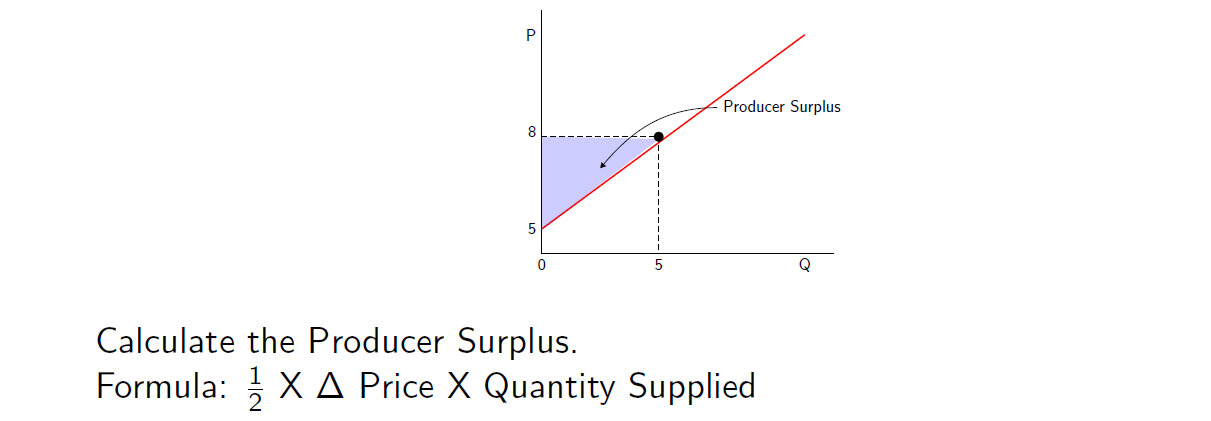 P
Producer Surplus
8
5
0 5 Q
Calculate the Producer Surplus.
Formula: 1/2 X Δ Price X Quantity Supplied